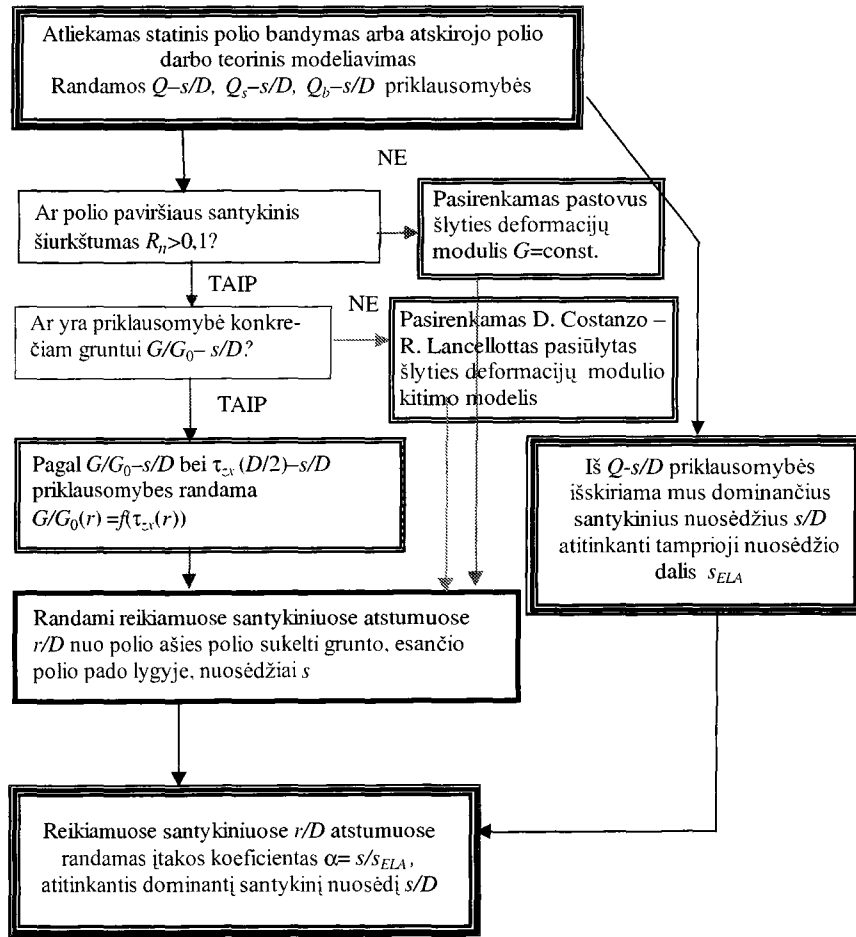 Atliekamas statinis polio bandymas arba atskirojo polio
darbo teorinis modeliavimas
Randamos Q–s/D, Qs–s/D, Qb–s/D priklausomybės
NE
Ar polio paviršiaus santykinis
šiurkštumas Rn>0,1?
Pasirenkamas pastovus
šlyties deformacijų
modulis G=const.
TAIP
NE
Ar yra priklausomybė konkre-
čiam gruntui G/G0– s/D?
Pasirenkamas D. Costanzo –
R. Lancellottas pasiūlytas
šlyties deformacijų modulio
kitimo modelis
TAIP
Pagal G/G0–s/D bei τzx (D/2)–s/D
priklausomybes randama
G/G0(r) =f(τzx(r))
Iš Q-s/D priklausomybės
išskiriama mus dominančius
santykinius nuosėdžius s/D
atitinkanti tamprioji nuosėdžio
dalis sELA
Randami reikiamuose santykiniuose atstumuose
r/D nuo polio ašies polio sukelti grunto, esančio
polio pado lygyje, nuosėdžiai s
Reikiamuose santykiniuose r/D atstumuose
randamas įtakos koeficientas α= s/sELA,
atitinkantis dominantį santykinį nuosėdį s/D